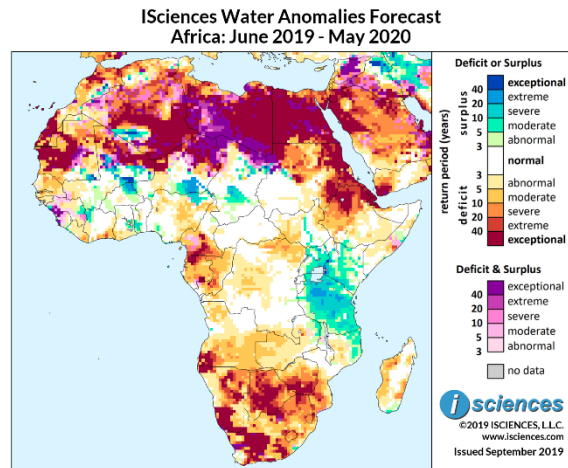 ISciences Water Anomalies Forecast
Africa: June 2019 - May 2020
Deficit or Surplus
return period (years)
surplus
deficit
exceptional
40
extreme
20
severe
10
moderate
5
abnormal
3
normal
3
abnormal
5
moderate
10
severe
20
extreme
40
exceptional
Deficit & Surplus
exceptional
40
extreme
20
severe
10
moderate
5
abnormal
3
no data
i sciences
©2019 ISCIENCES, L.L.C.
www.isciences.com
Issued September 2019